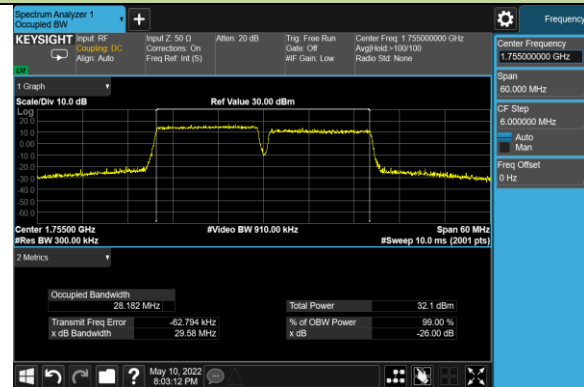 Spectrum Analyzer 1
Occupied BW
Frequency
KEYSIGHT
Input: RF
Coupling: DC
Align: Auto
Input Z: 50 Ω
Corrections: On
Freq Ref: Int (S)
Atten: 20 dB
Trig: Free Run
Gate: Off
#IF Gain: Low
Center Freq: 1.755000000 GHz
Avg|Hold:>100/100
Radio Std: None
LXI
Center Frequency
1.755000000 GHz
Span
60.000 MHz
CF Step
6.000000 MHz
Auto
Man
Freq Offset
0 Hz
1 Graph
Scale/Div 10.0 dB
Ref Value 30.00 dBm
Log
20.0
10.0
0.00
-10.0
-20.0
-30.0
-40.0
-50.0
-60.0
Center 1.75500 GHz
#Video BW 910.00 kHz
Span 60 MHz
#Res BW 300.00 kHz
#Sweep 10.0 ms (2001 pts)
2 Metrics
Occupied Bandwidth
28.182 MHz
Total Power
32.1 dBm
Transmit Freq Error
-62.794 kHz
% of OBW Power
99.00 %
x dB Bandwidth
29.58 MHz
x dB
-26.00 dB
May 10, 2022
8:03:12 PM